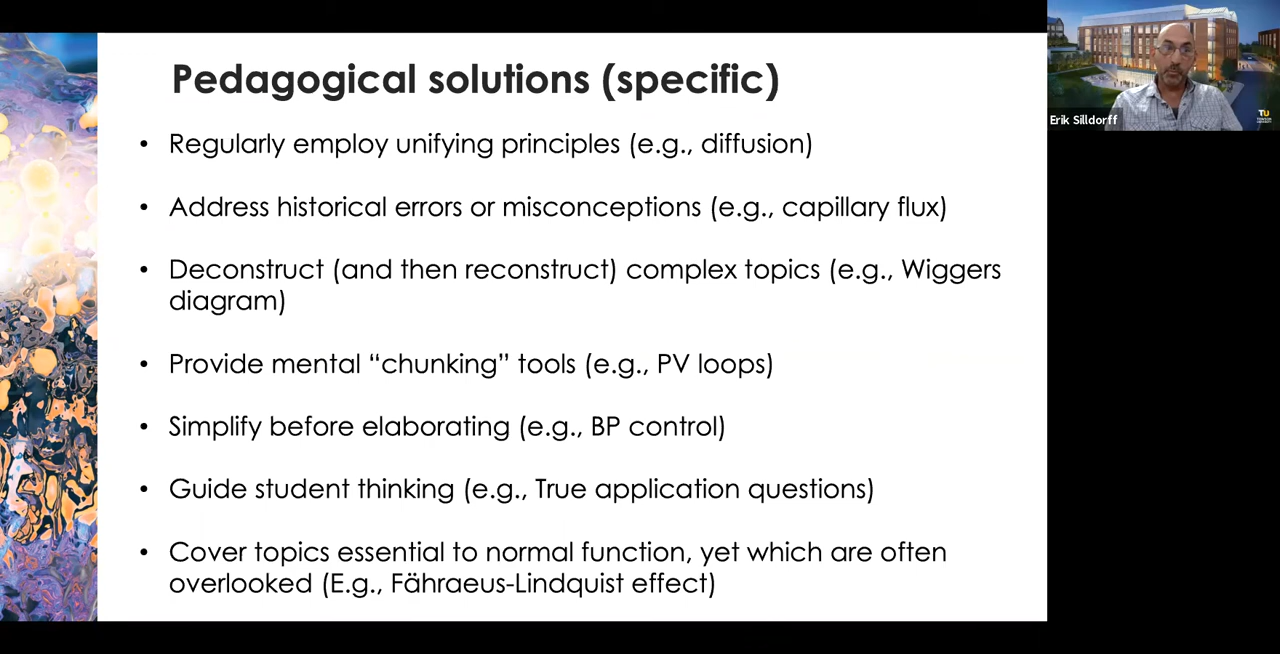 Pedagogical solutions (specific)
• Regularly employ unifying principles (e.g., diffusion)
• Address historical errors or misconceptions (e.g., capillary flux)
• Deconstruct (and then reconstruct) complex topics (e.g., Wiggers
diagram)
• Provide mental “chunking” tools (e.g., PV loops)
• Simplify before elaborating (e.g., BP control)
• Guide student thinking (e.g., True application questions)
• Cover topics essential to normal function, yet which are often
overlooked (E.g., Fähraeus-Lindquist effect)
Erik Silldorff
TU